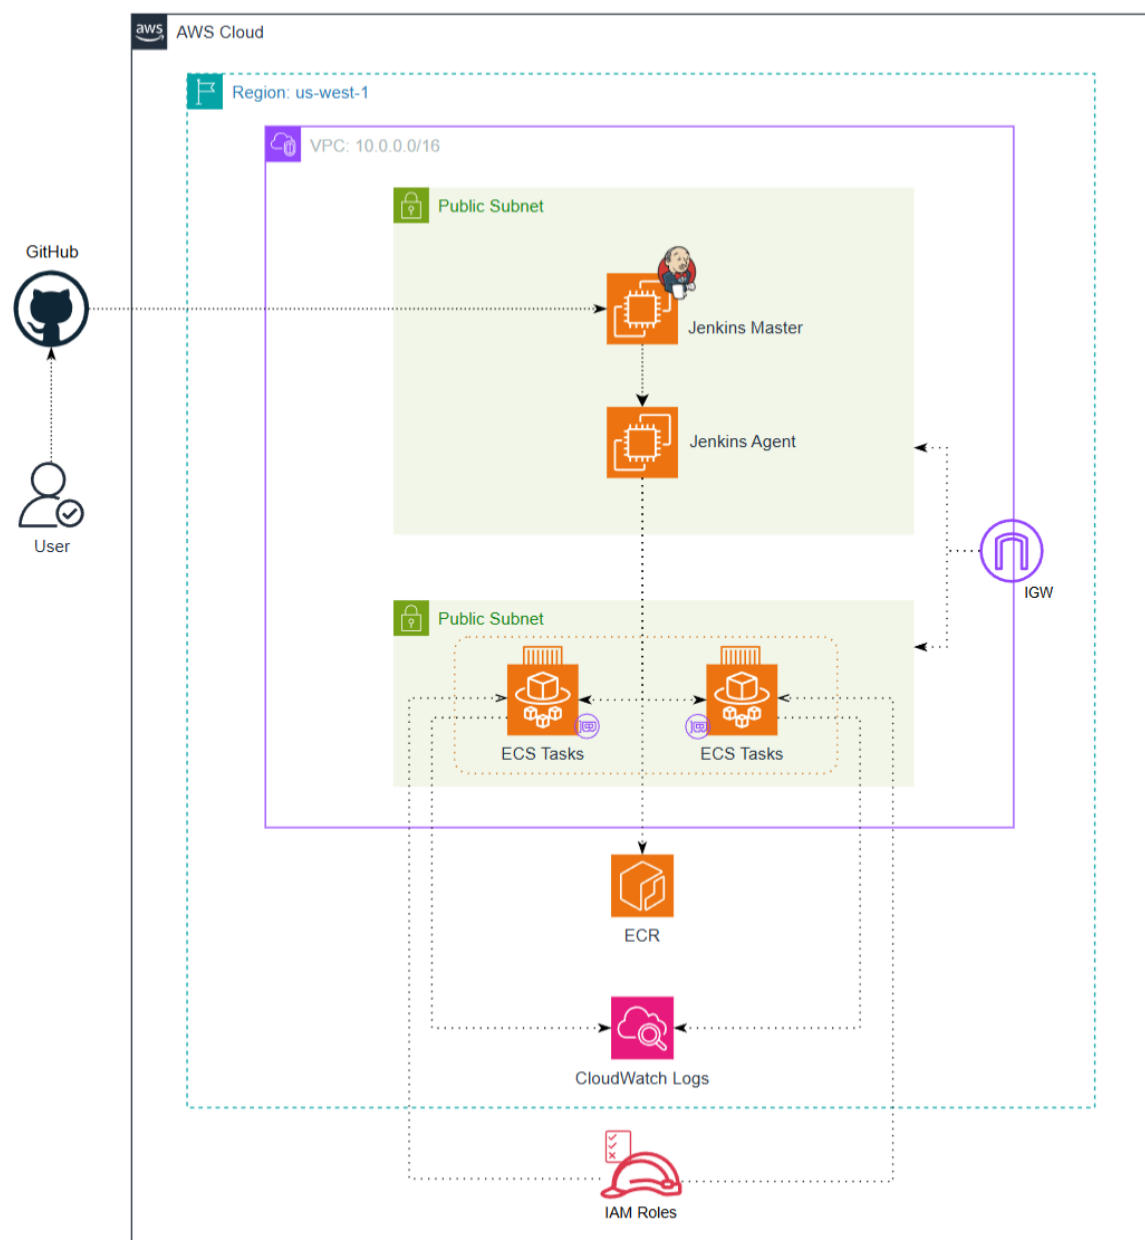 aws
AWS Cloud
Region: us-west-1
VPC: 10.0.0.0/16
Public Subnet
GitHub
Jenkins Master
Jenkins Agent
User
IGW
Public Subnet
ECS Tasks
ECS Tasks
ECR
CloudWatch Logs
IAM Roles